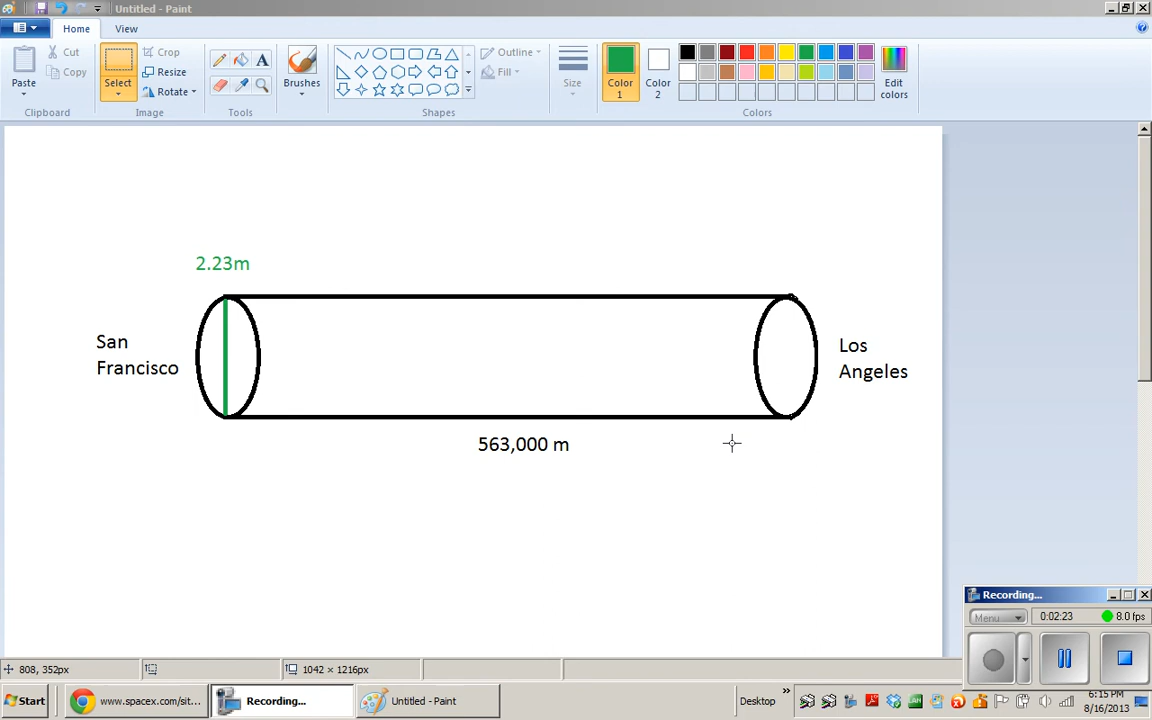 Untitled - Paint
Home View
Paste
Cut
Copy
Clipboard
Select
Crop
Resize
Rotate
Image
A
Tools
Brushes
Outline
Fill
Shapes
Size
Color
1
Color
2
Edit
colors
Colors
2.23m
San
Francisco
Los
Angeles
563,000 m
Recording...
Menu
0:02:23
8.0 fps
808, 352px
1042 × 1216px
Start
www.spacex.com/sit...
Recording...
Untitled - Paint
Desktop
6:15 PM
8/16/2013